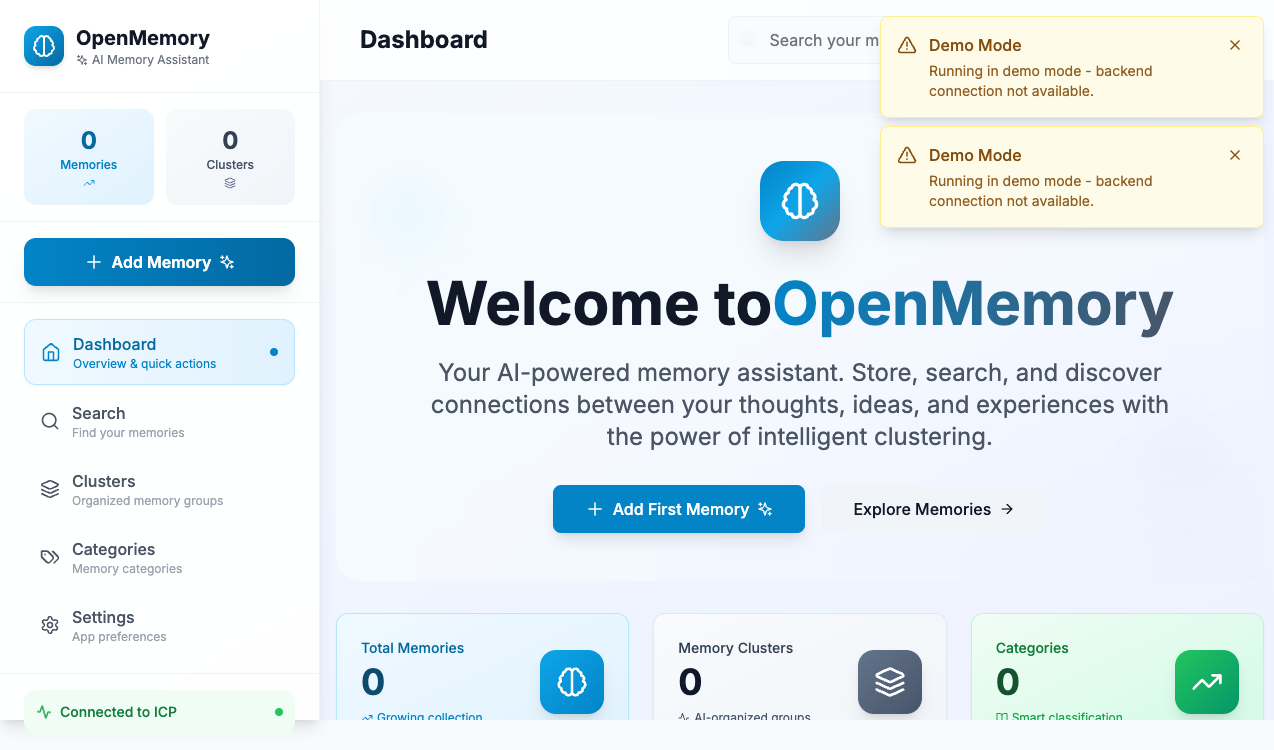 OpenMemory
AI Memory Assistant
0
Memories
0
Clusters
Add Memory
Dashboard
Overview & quick actions
Search
Find your memories
Clusters
Organized memory groups
Categories
Memory categories
Settings
App preferences
Connected to ICP
Dashboard
Search your m
Demo Mode
Running in demo mode - backend
connection not available.
Demo Mode
Running in demo mode - backend
connection not available.
Welcome toOpenMemory
Your AI-powered memory assistant. Store, search, and discover
connections between your thoughts, ideas, and experiences with
the power of intelligent clustering.
Add First Memory
Explore Memories
Total Memories
0
Growing collection
Memory Clusters
0
AI-organized groups
Categories
0
Smart classification